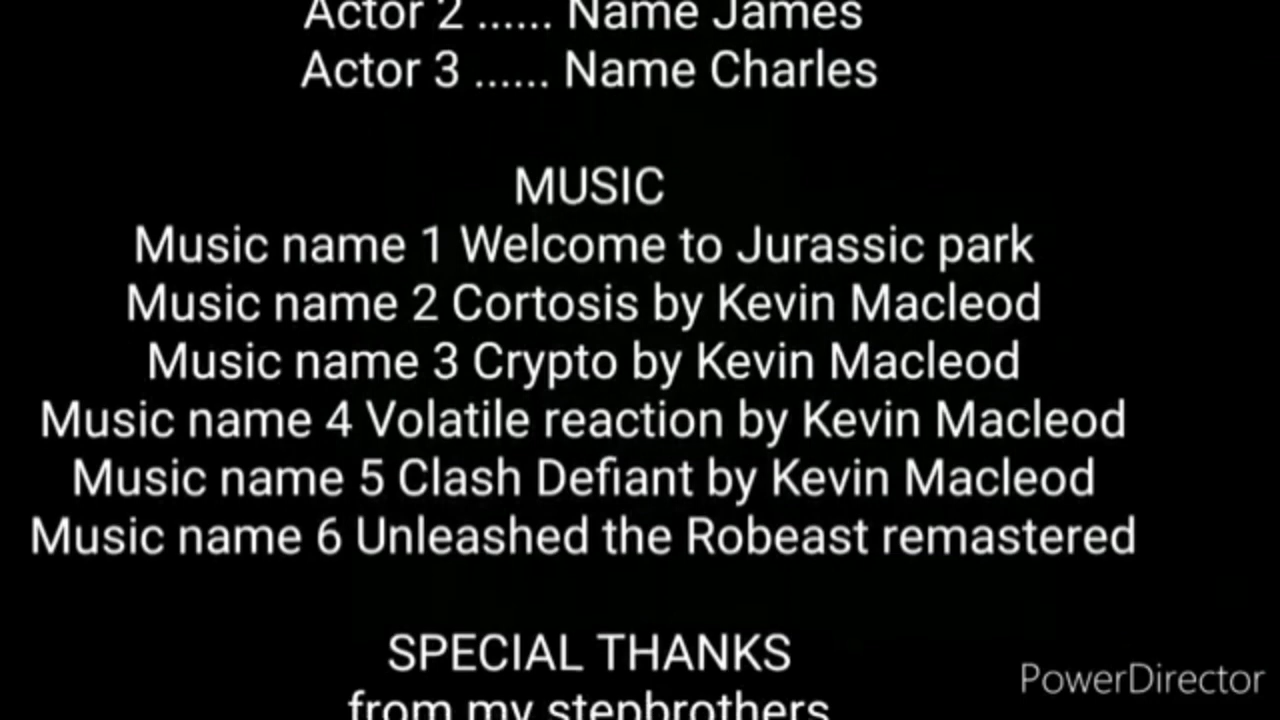 Actor 2 ...... Name James
Actor 3 ...... Name Charles
MUSIC
Music name 1 Welcome to Jurassic park
Music name 2 Cortosis by Kevin Macleod
Music name 3 Crypto by Kevin Macleod
Music name 4 Volatile reaction by Kevin Macleod
Music name 5 Clash Defiant by Kevin Macleod
Music name 6 Unleashed the Robeast remastered
SPECIAL THANKS
from my stepbrothers
PowerDirector